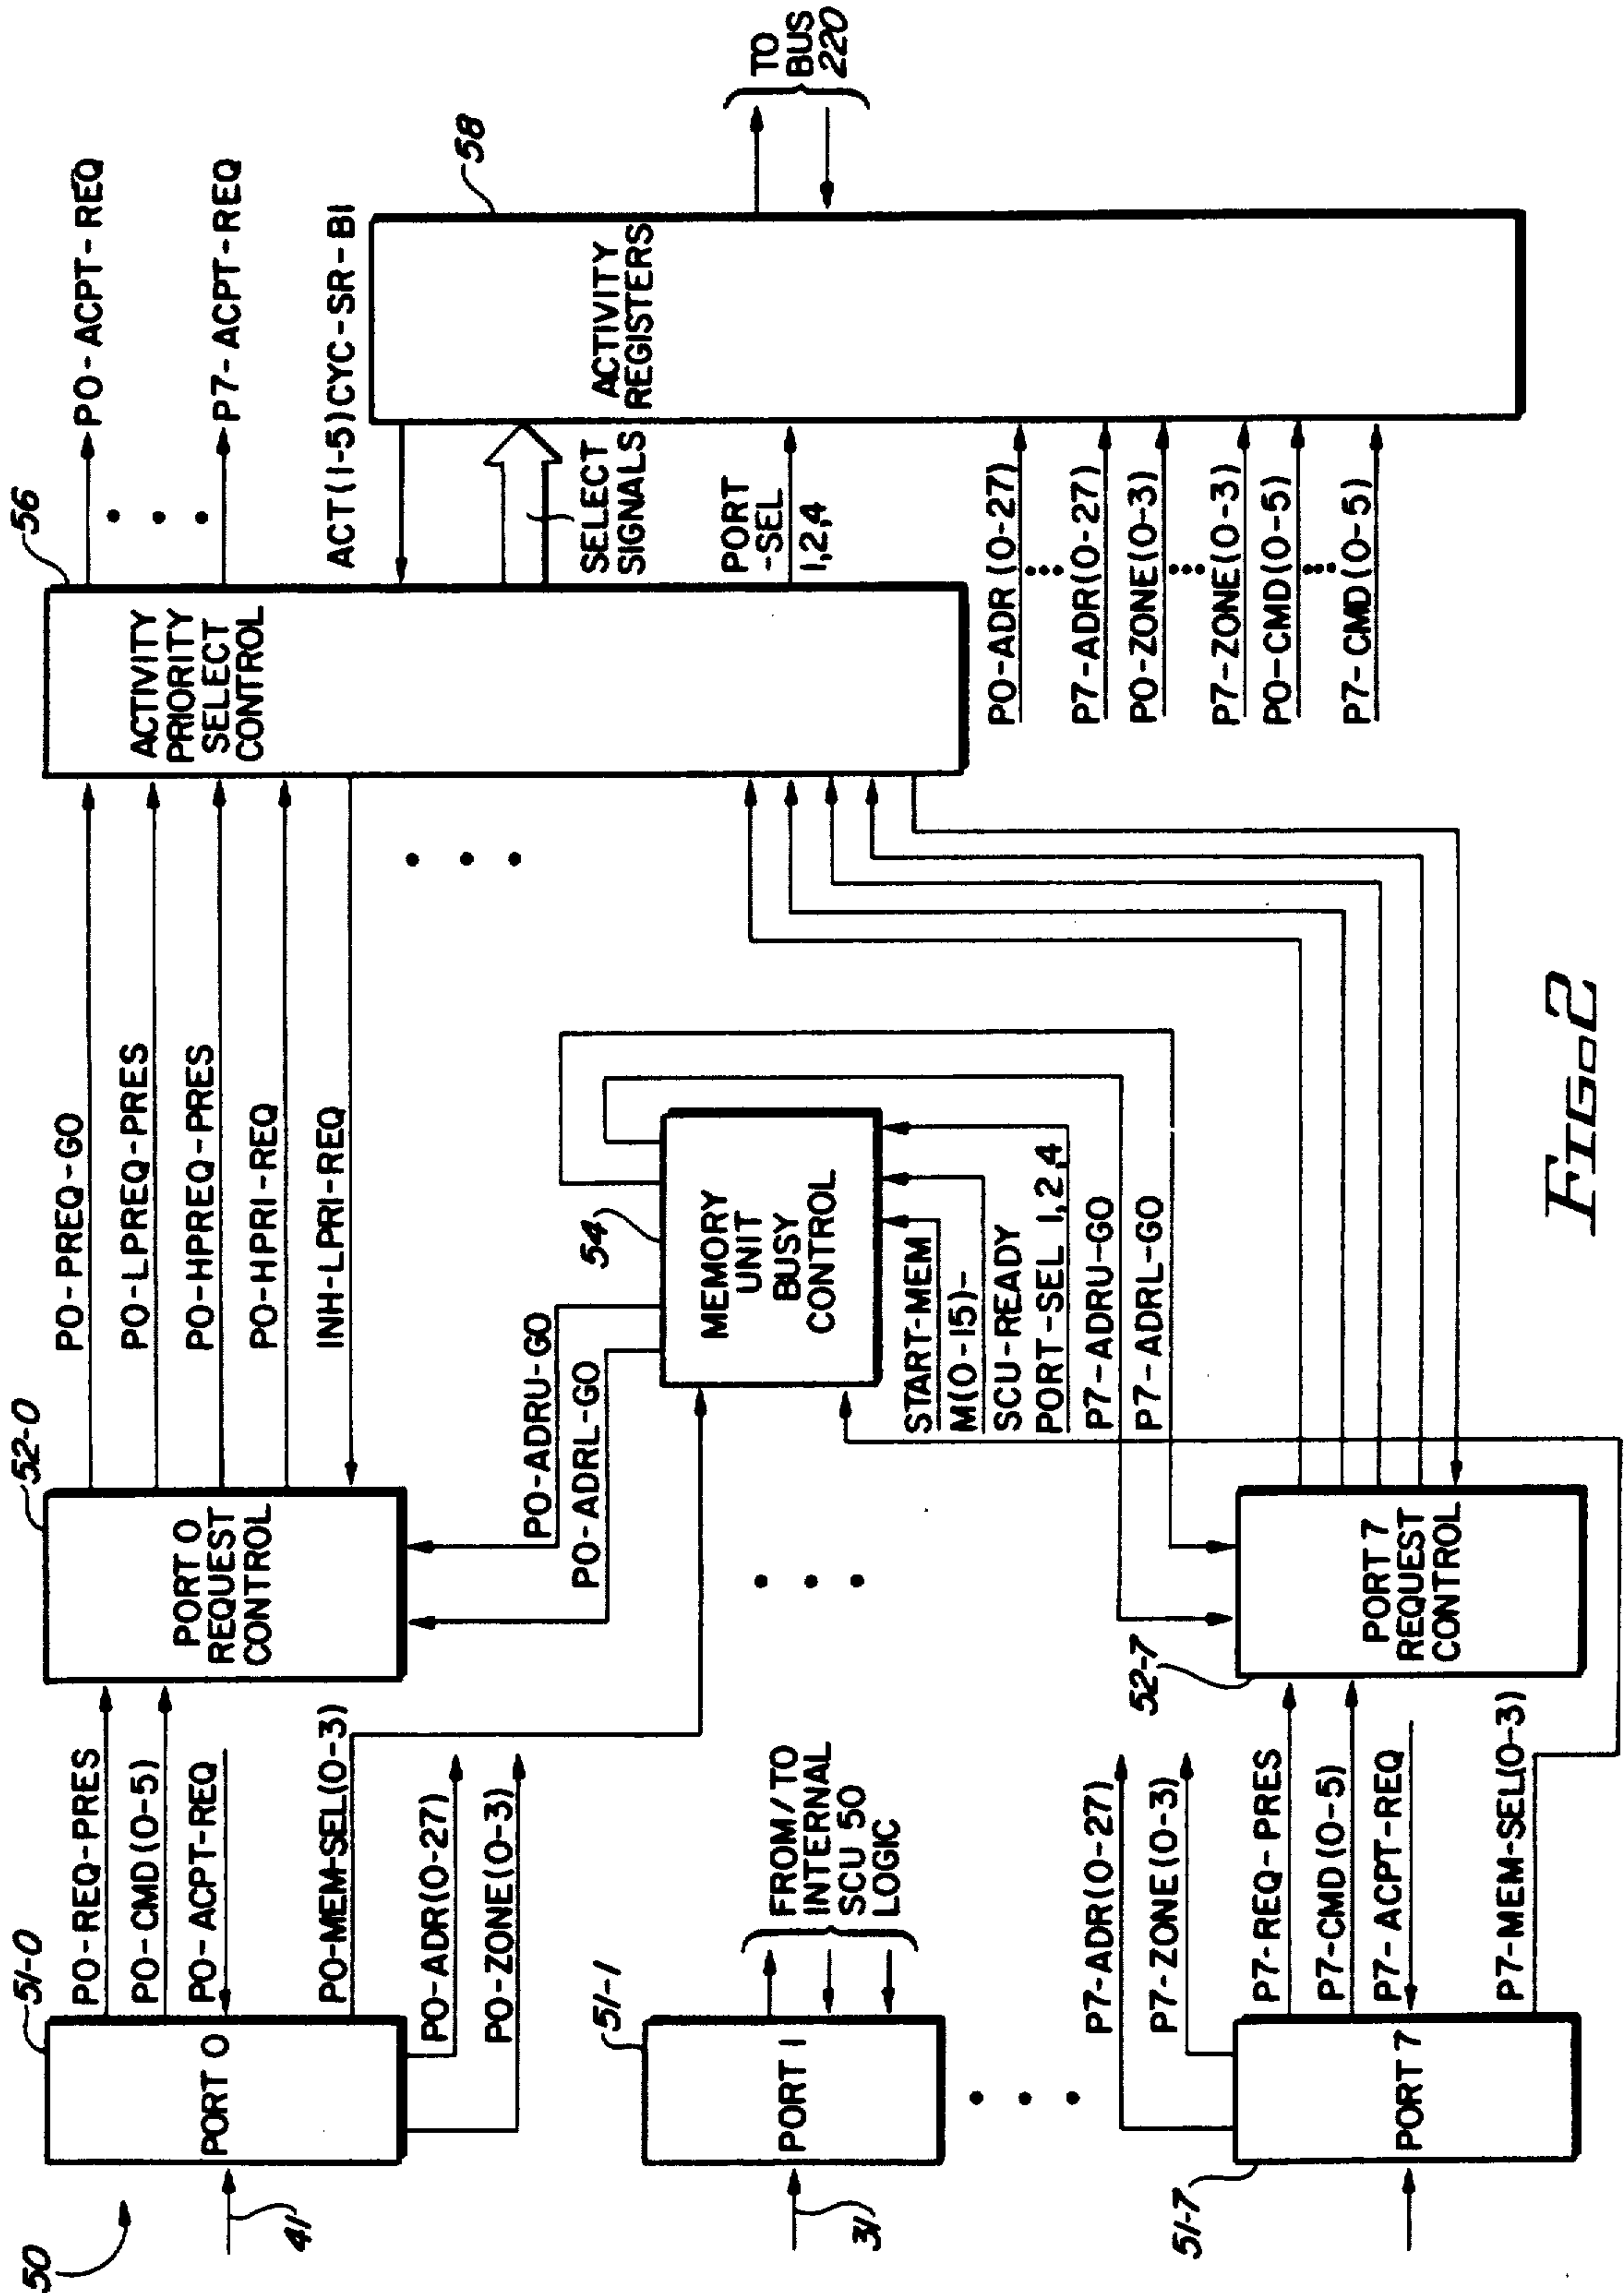 50
41
51-0
PORT 0
P0-REQ-PRES
P0-CMD(0-5)
P0-ACPT-REQ
P0-MEM-SEL(0-3)
P0-ADR(0-27)
P0-ZONE(0-3)
52-0
PORT 0
REQUEST
CONTROL
P0-PREQ-GO
P0-LPREQ-PRES
P0-HPREQ-PRES
P0-HPRI-REQ
INH-LPRI-REQ
56
ACTIVITY
PRIORITY
SELECT
CONTROL
P0-ACPT-REQ
P7-ACPT-REQ
ACT(1-5)CYC-SR-BI
58
ACTIVITY
REGISTERS
SELECT
SIGNALS
PORT
-SEL
1,2,4
TO
BUS
220
P0-ADR(0-27)
P7-ADR(0-27)
P0-ZONE(0-3)
P7-ZONE(0-3)
P0-CMD(0-5)
P7-CMD(0-5)
P0-ADRU-GO
P0-ADRL-GO
54
MEMORY
UNIT
BUSY
CONTROL
START-MEM
M(0-15)-
SCU-READY
PORT-SEL 1,2,4
P7-ADRU-GO
P7-ADRL-GO
31
51-1
PORT 1
FROM/TO
INTERNAL
SCU 50
LOGIC
51-7
PORT 7
P7-ADR(0-27)
P7-ZONE(0-3)
P7-REQ-PRES
P7-CMD(0-5)
P7-ACPT-REQ
P7-MEM-SEL(0-3)
52-7
PORT 7
REQUEST
CONTROL
FIG. 2